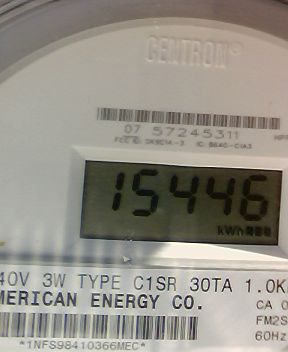 CENTRON®
07 57245311
15446
kWh
40V 3W TYPE C1SR 30TA 1.0K
MERICAN ENERGY CO.
CA 0
FM2S
60Hz
*1NFS98410366MEC*